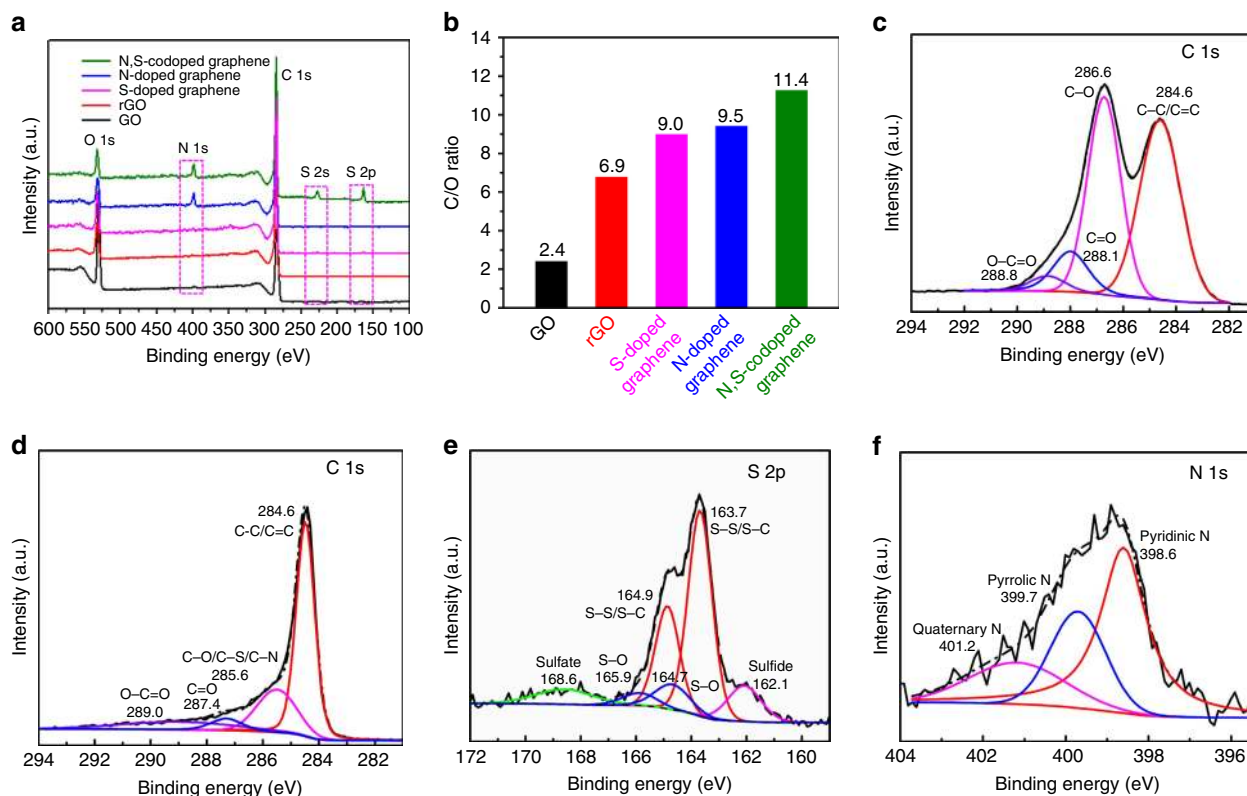 a
N,S-codoped graphene
N-doped graphene
S-doped graphene
rGO
GO
C 1s
O 1s
N 1s
S 2s
S 2p
Intensity (a.u.)
600 500 400 300 200 100
Binding energy (eV)
b
14
12
10
8
6
4
2
0
C/O ratio
2.4
6.9
9.0
9.5
11.4
GO
rGO
S-doped
graphene
N-doped
graphene
N,S-codoped
graphene
c
C 1s
286.6
C–O
284.6
C–C/C=C
C=O
288.1
O–C=O
288.8
Intensity (a.u.)
294 292 290 288 286 284 282
Binding energy (eV)
d
C 1s
284.6
C-C/C=C
C–O/C–S/C–N
285.6
C=O
287.4
O–C=O
289.0
Intensity (a.u.)
294 292 290 288 286 284 282
Binding energy (eV)
e
S 2p
163.7
S–S/S–C
164.9
S–S/S–C
Sulfate
168.6
S–O
165.9
164.7
S–O
Sulfide
162.1
Intensity (a.u.)
172 170 168 166 164 162 160
Binding energy (eV)
f
N 1s
Pyridinic N
398.6
Pyrrolic N
399.7
Quaternary N
401.2
Intensity (a.u.)
404 402 400 398 396
Binding energy (eV)